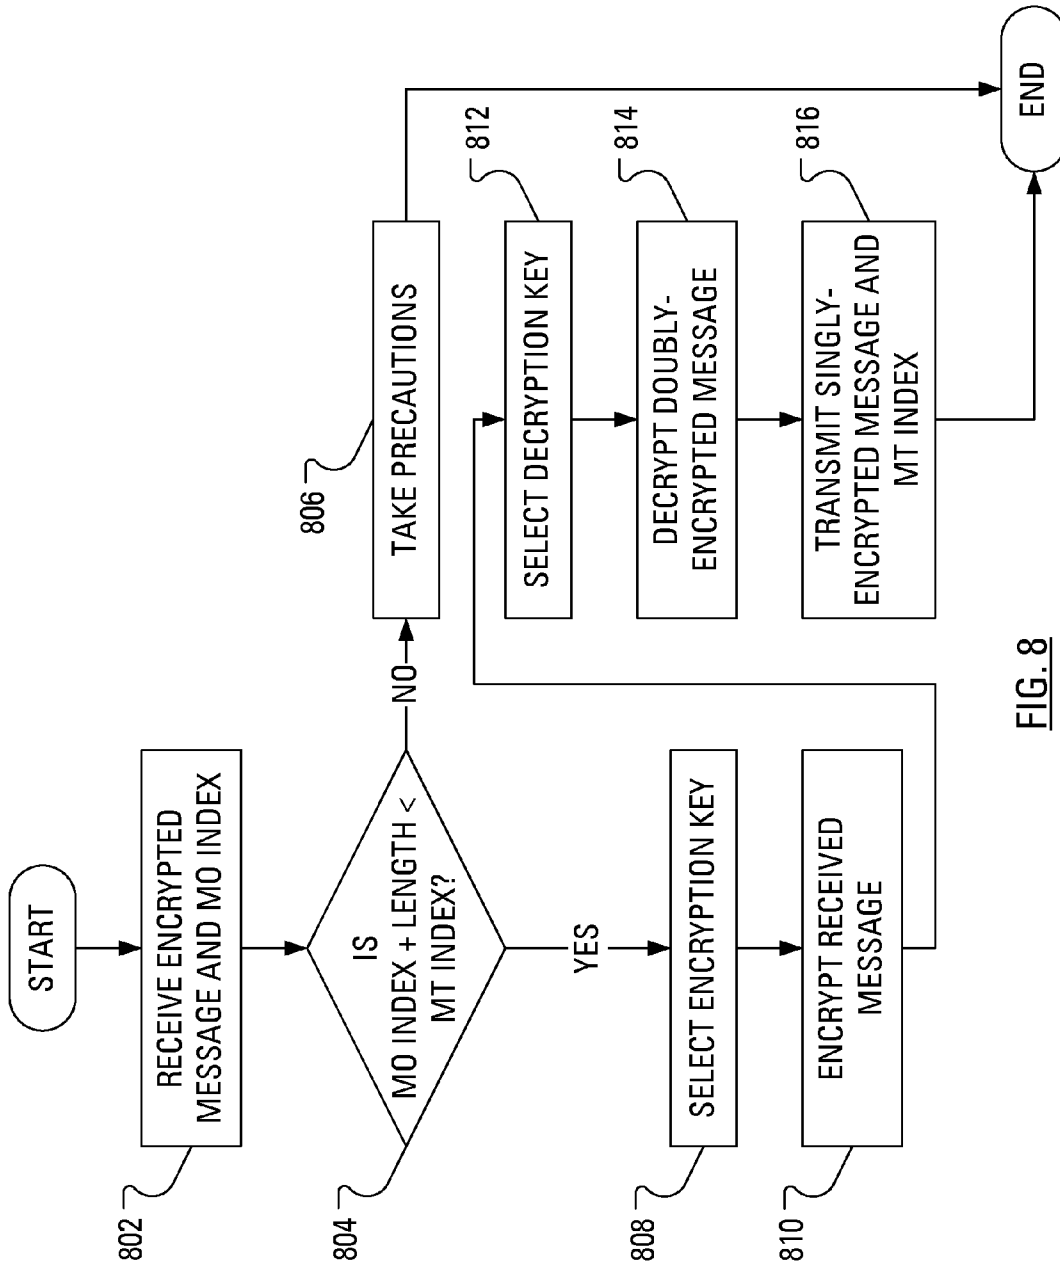 START
802
RECEIVE ENCRYPTED
MESSAGE AND MO INDEX
804
IS
MO INDEX + LENGTH <
MT INDEX?
NO
806
TAKE PRECAUTIONS
YES
808
SELECT ENCRYPTION KEY
810
ENCRYPT RECEIVED
MESSAGE
812
SELECT DECRYPTION KEY
814
DECRYPT DOUBLY-
ENCRYPTED MESSAGE
816
TRANSMIT SINGLY-
ENCRYPTED MESSAGE AND
MT INDEX
END
FIG. 8